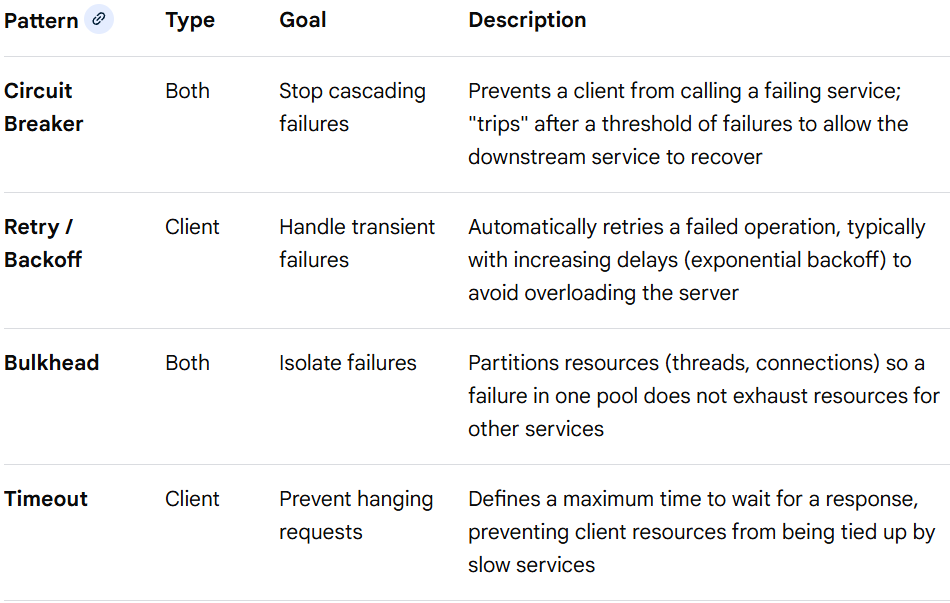 Pattern Type Goal Description
Circuit Both Stop cascading Prevents a client from calling a failing service;
Breaker failures "trips" after a threshold of failures to allow the
downstream service to recover
Retry / Client Handle transient Automatically retries a failed operation, typically
Backoff failures with increasing delays (exponential backoff) to
avoid overloading the server
Bulkhead Both Isolate failures Partitions resources (threads, connections) so a
failure in one pool does not exhaust resources for
other services
Timeout Client Prevent hanging Defines a maximum time to wait for a response,
requests preventing client resources from being tied up by
slow services